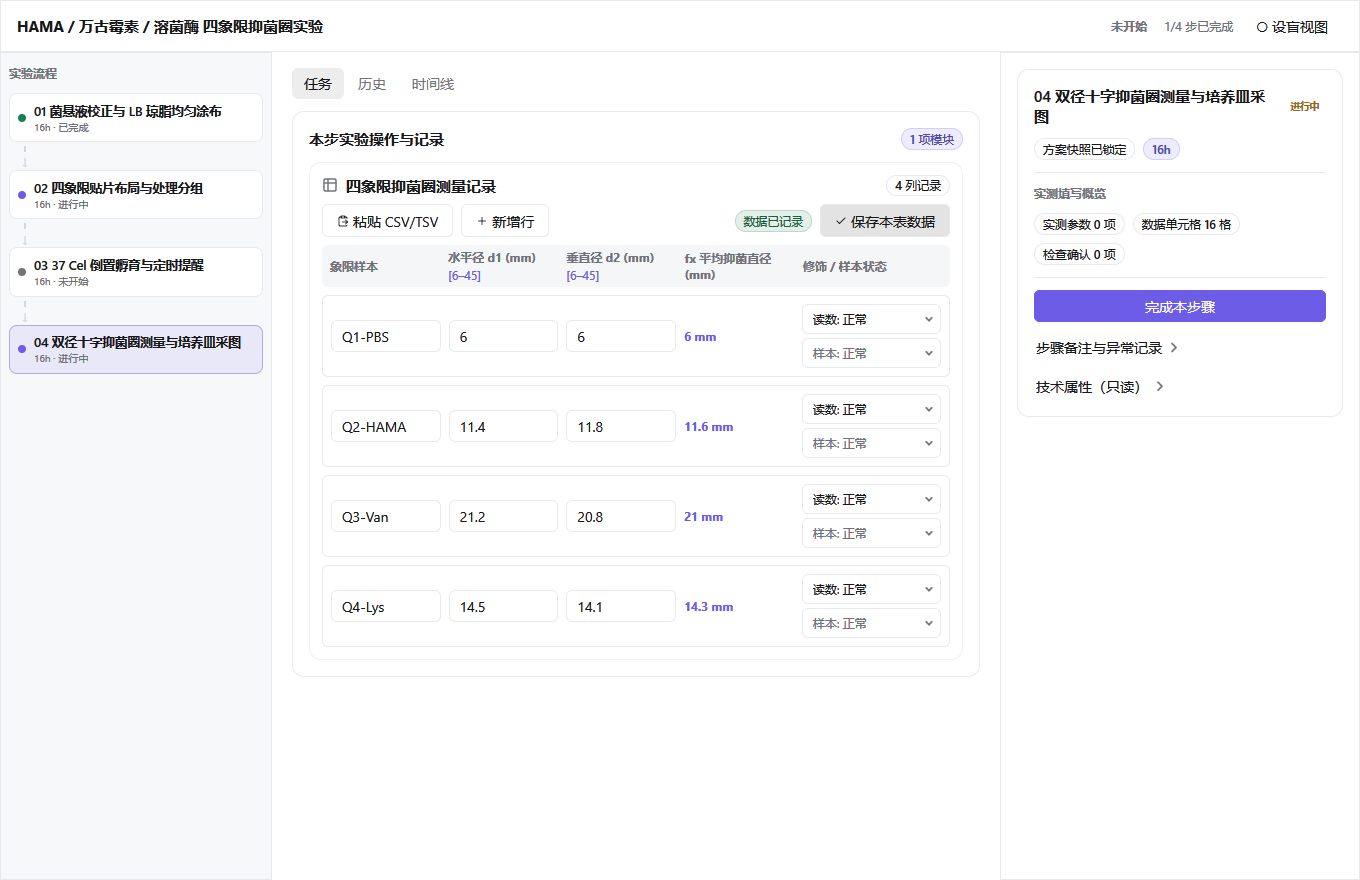 HAMA / 万古霉素 / 溶菌酶 四象限抑菌圈实验
未开始 1/4 步已完成 设盲视图
实验流程
01 菌悬液校正与 LB 琼脂均匀涂布
16h · 已完成
02 四象限贴片布局与处理分组
16h · 进行中
03 37 Cel 倒置孵育与定时提醒
16h · 未开始
04 双径十字抑菌圈测量与培养皿采图
16h · 进行中
任务 历史 时间线
本步实验操作与记录 1 项模块
四象限抑菌圈测量记录 4 列记录
粘贴 CSV/TSV + 新增行 数据已记录 保存本表数据
象限样本 水平径 d1 (mm) [6–45] 垂直径 d2 (mm) [6–45] fx 平均抑菌直径 (mm) 修饰 / 样本状态
Q1-PBS 6 6 6 mm 读数: 正常
样本: 正常
Q2-HAMA 11.4 11.8 11.6 mm 读数: 正常
样本: 正常
Q3-Van 21.2 20.8 21 mm 读数: 正常
样本: 正常
Q4-Lys 14.5 14.1 14.3 mm 读数: 正常
样本: 正常
04 双径十字抑菌圈测量与培养皿采
图
进行中
方案快照已锁定 16h
实测填写概览
实测参数 0 项 数据单元格 16 格
检查确认 0 项
完成本步骤
步骤备注与异常记录
技术属性（只读）